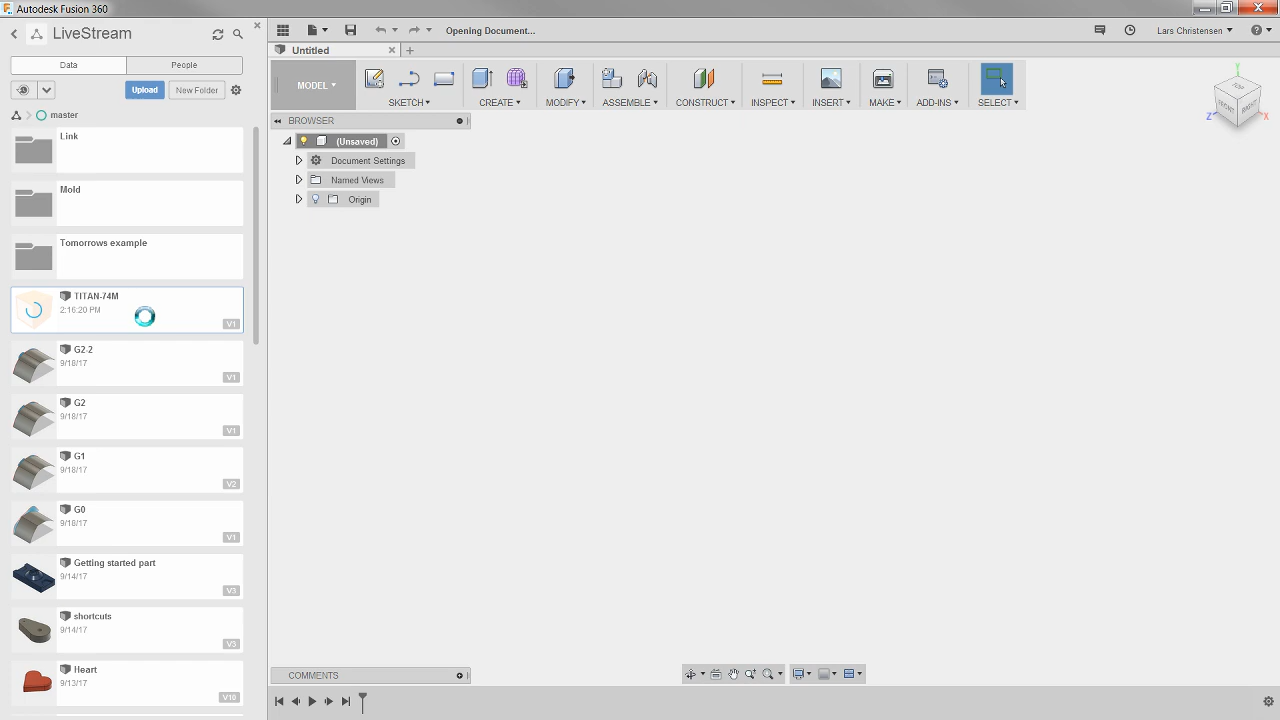 Autodesk Fusion 360
LiveStream
Data
People
Upload
New Folder
master
Link
Mold
Tomorrows example
TITAN-74M
2:16:20 PM
V1
G2-2
9/18/17
V1
G2
9/18/17
V1
G1
9/18/17
V2
G0
9/18/17
V1
Getting started part
9/14/17
V3
shortcuts
9/14/17
V3
Heart
9/13/17
V10
Opening Document...
Lars Christensen
Untitled
MODEL
SKETCH
CREATE
MODIFY
ASSEMBLE
CONSTRUCT
INSPECT
INSERT
MAKE
ADD-INS
SELECT
BROWSER
(Unsaved)
Document Settings
Named Views
Origin
Y
TOP
FRONT
RIGHT
Z
X
COMMENTS